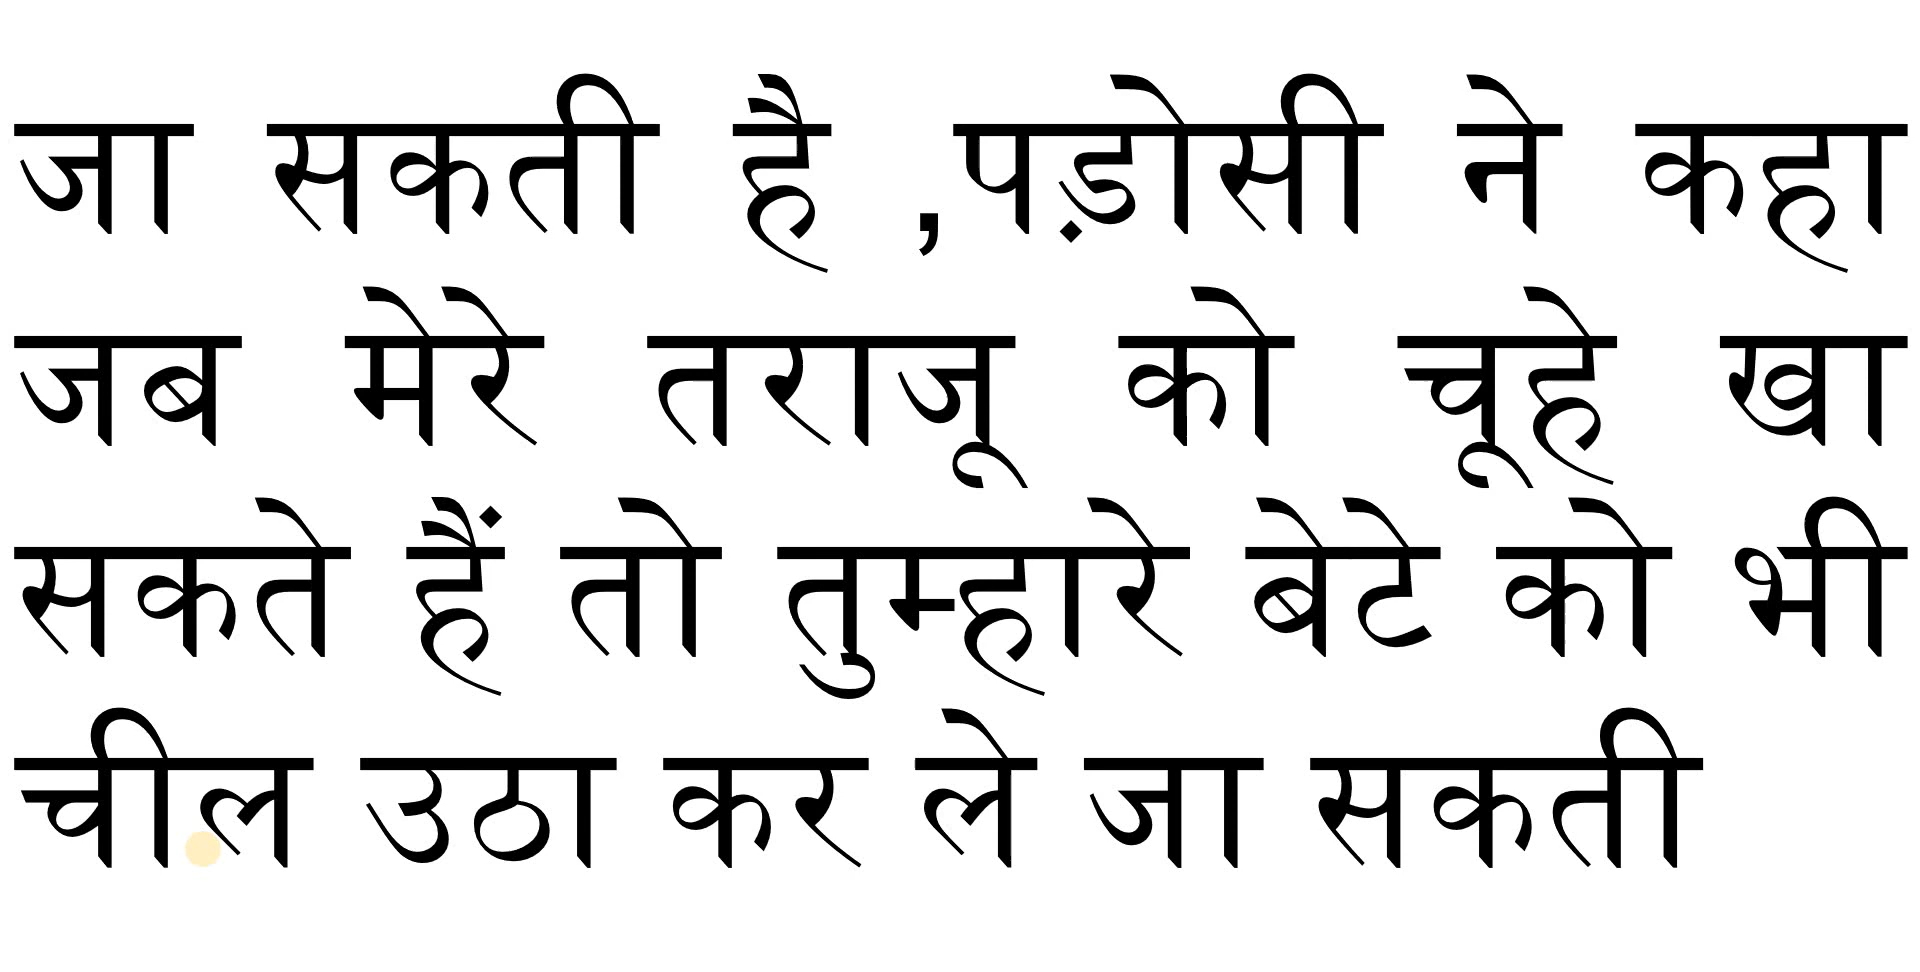 जा सकती है ,पड़ोसी ने कहा
जब मेरे तराजू को चूहे खा
सकते हैं तो तुम्हारे बेटे को भी
चील उठा कर ले जा सकती